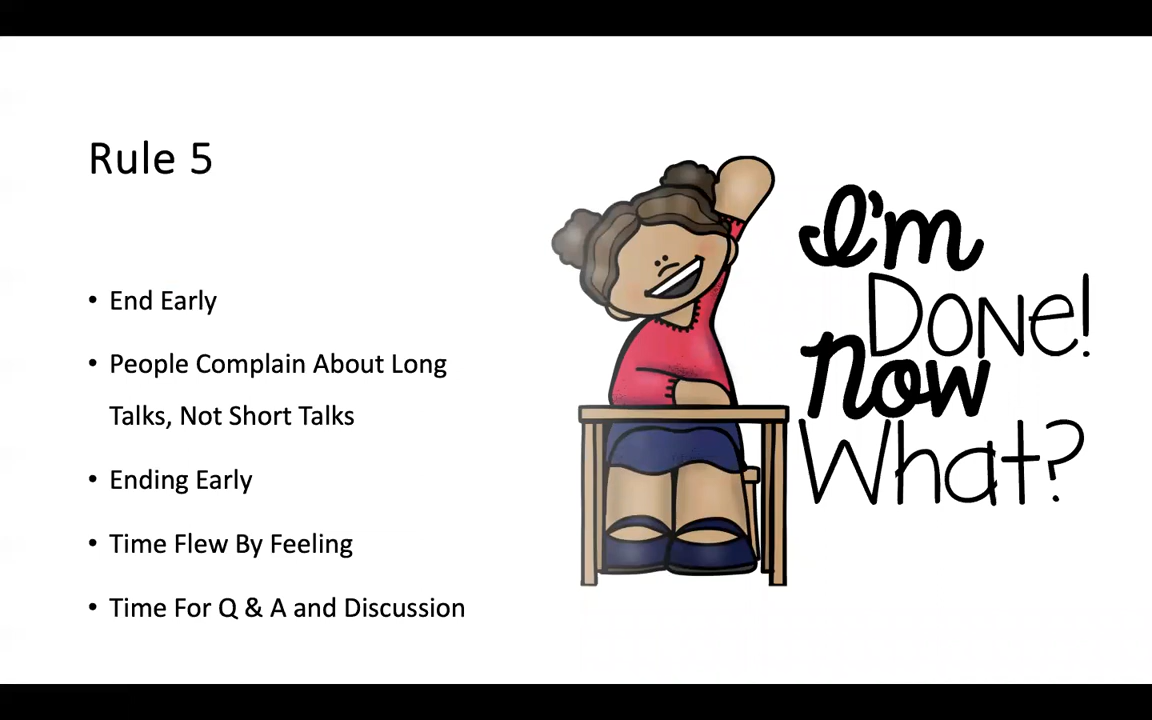 Rule 5
• End Early
• People Complain About Long
Talks, Not Short Talks
• Ending Early
• Time Flew By Feeling
• Time For Q & A and Discussion
I'm
Done!
Now
What?